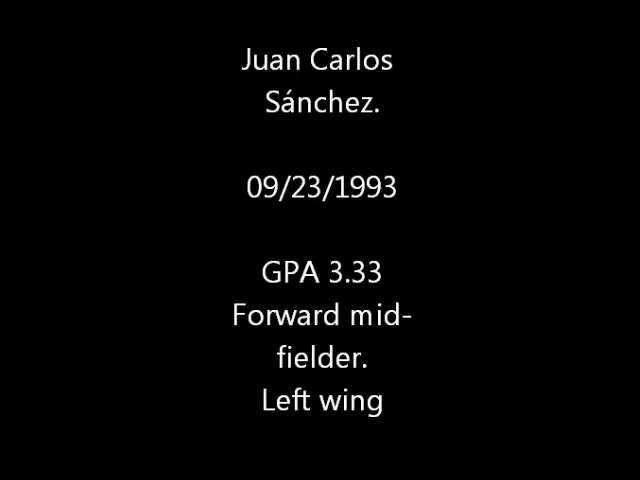 Juan Carlos
Sánchez.
09/23/1993
GPA 3.33
Forward mid-
fielder.
Left wing